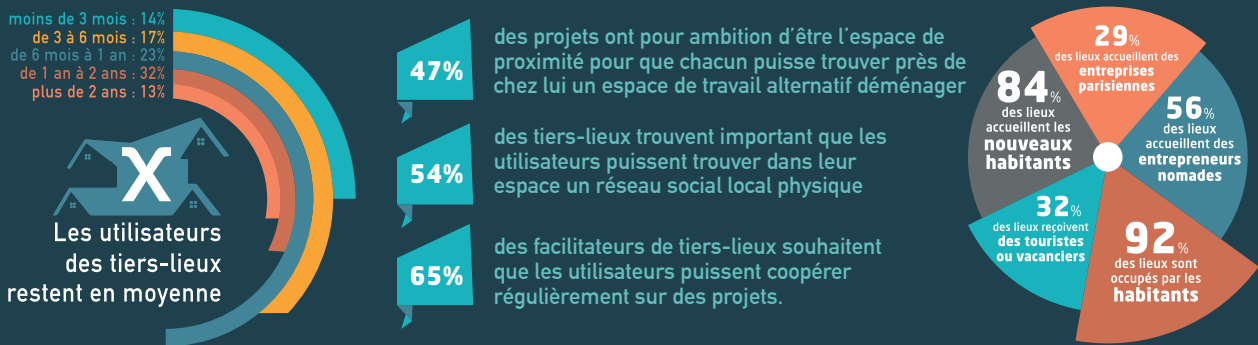 moins de 3 mois : 14%
de 3 à 6 mois : 17%
de 6 mois à 1 an : 23%
de 1 an à 2 ans : 32%
plus de 2 ans : 13%
X
Les utilisateurs
des tiers-lieux
restent en moyenne
47%
des projets ont pour ambition d'être l'espace de
proximité pour que chacun puisse trouver près de
chez lui un espace de travail alternatif déménager
54%
des tiers-lieux trouvent important que les
utilisateurs puissent trouver dans leur
espace un réseau social local physique
65%
des facilitateurs de tiers-lieux souhaitent
que les utilisateurs puissent coopérer
régulièrement sur des projets.
29%
des lieux accueillent des
entreprises
parisiennes
84%
des lieux
accueillent les
nouveaux
habitants
56%
des lieux
accueillent des
entrepreneurs
nomades
32%
des lieux reçoivent
des touristes
ou vacanciers
92%
des lieux sont
occupés par les
habitants